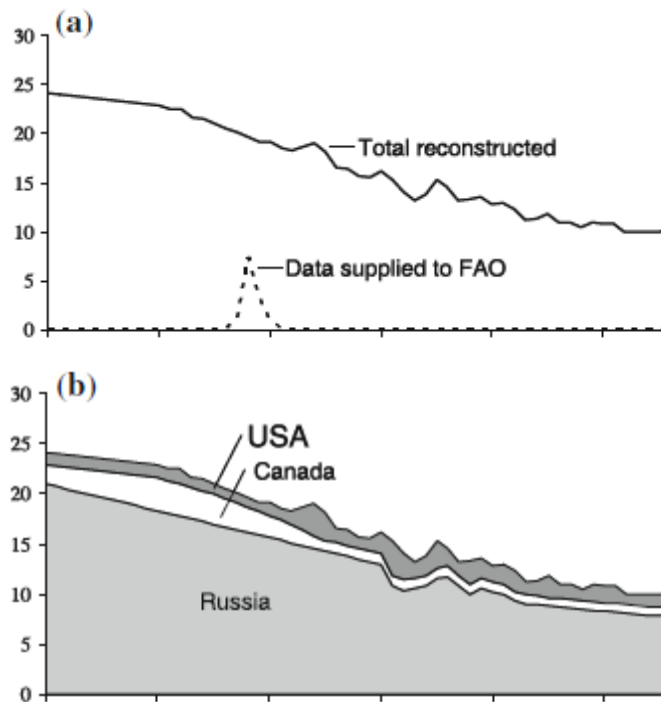 (a)
30
25
20
15
10
5
0
Total reconstructed
Data supplied to FAO
(b)
30
25
20
15
10
5
0
USA
Canada
Russia